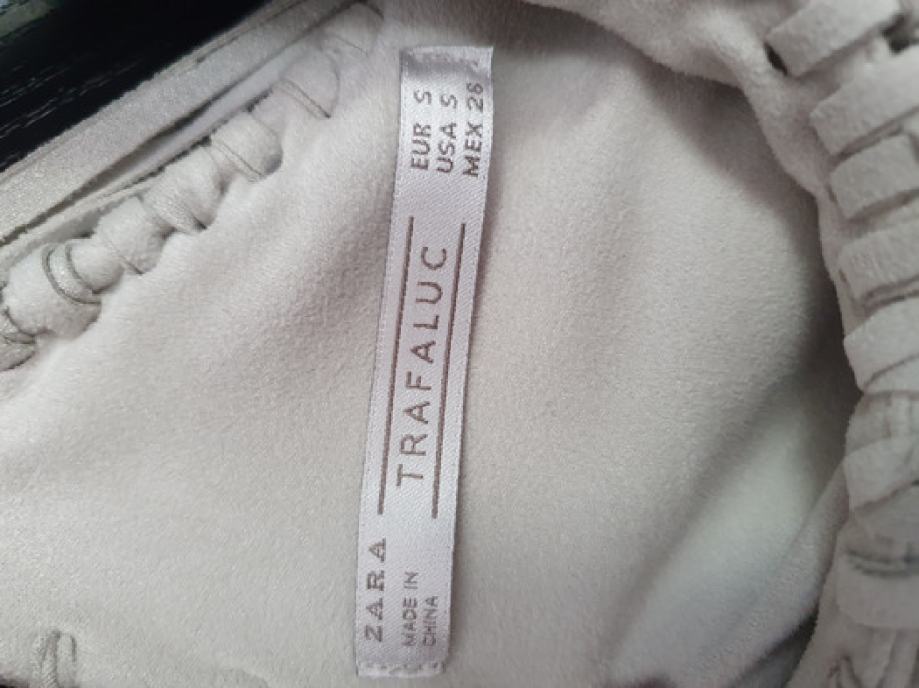 ZARA
MADE IN
CHINA
TRAFALUC
EUR S
USA S
MEX 26